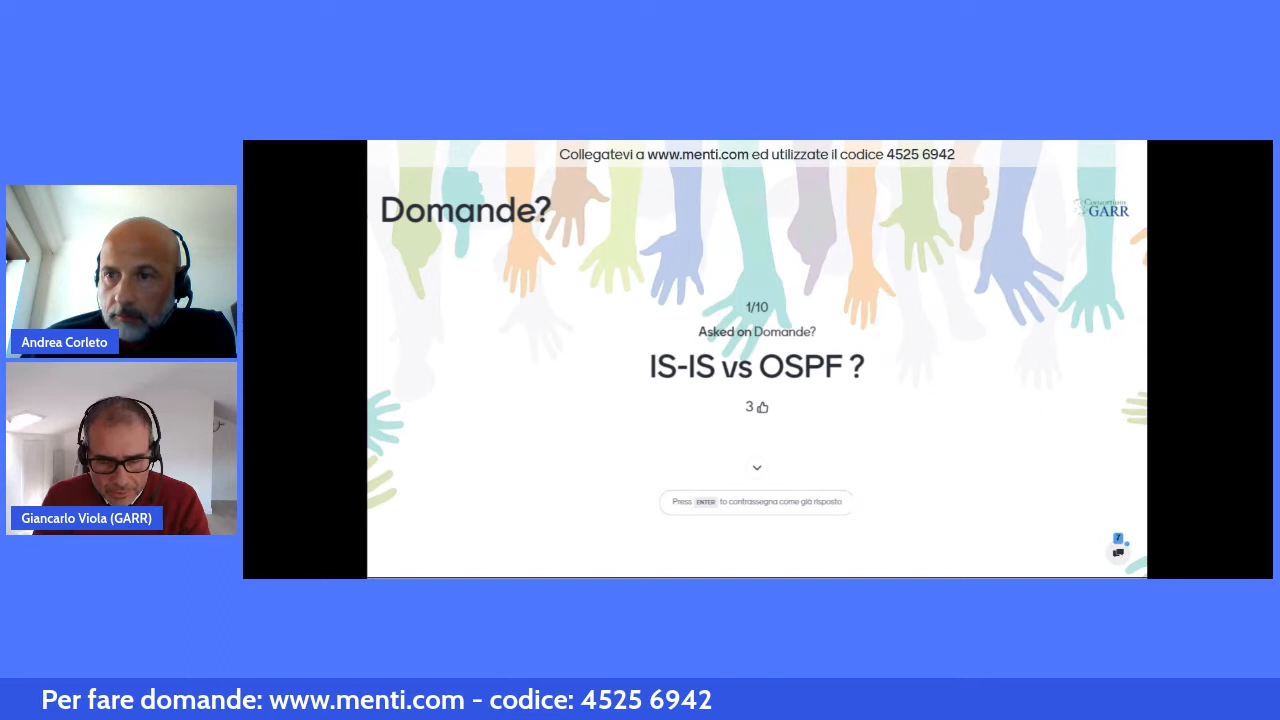 Collegatevi a www.menti.com ed utilizzate il codice 4525 6942
Domande?
Consortium
GARR
1/10
Asked on Domande?
IS-IS vs OSPF ?
3
Press ENTER to contrassegna come già risposto
7
Andrea Corleto
Giancarlo Viola (GARR)
Per fare domande: www.menti.com - codice: 4525 6942